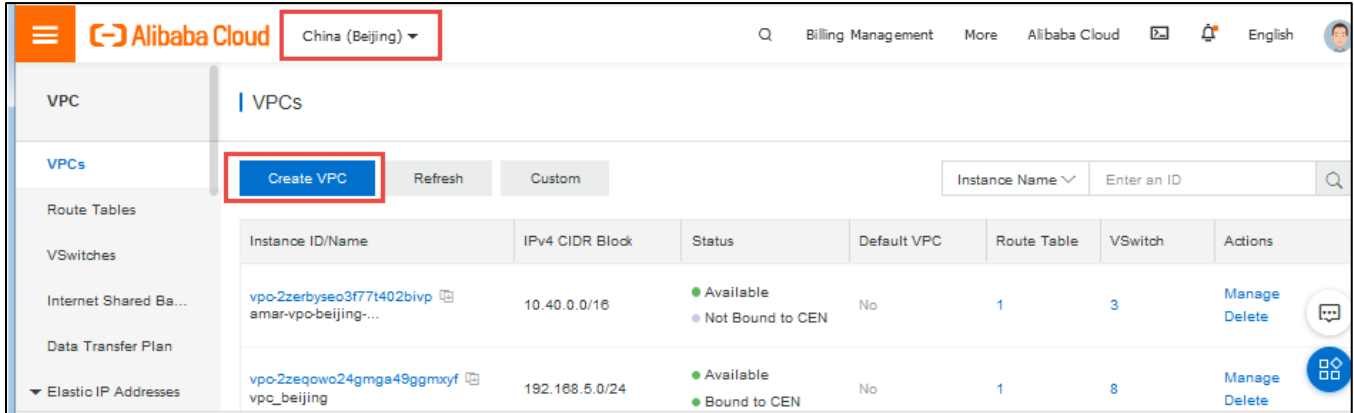 Alibaba Cloud China (Beijing) Billing Management More Alibaba Cloud English
VPC
VPCs
VPCs
Create VPC Refresh Custom Instance Name Enter an ID
Route Tables
VSwitches
Internet Shared Ba...
Data Transfer Plan
Elastic IP Addresses
Instance ID/Name IPv4 CIDR Block Status Default VPC Route Table VSwitch Actions
vpc-2zerbyseo3f77t402bivp 10.40.0.0/16 Available No 1 3 Manage
amar-vpc-beijing-... Not Bound to CEN Delete
vpc-2zeqowo24gmga49ggmxyf 192.168.5.0/24 Available No 1 8 Manage
vpc_beijing Bound to CEN Delete